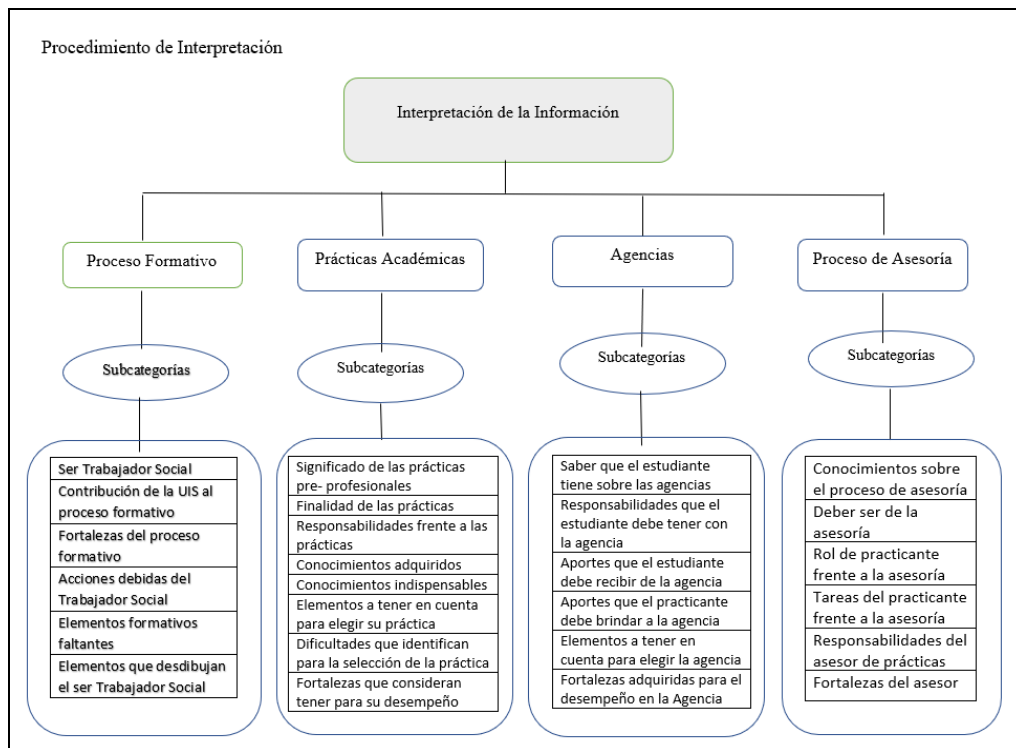 Procedimiento de Interpretación
Interpretación de la Información
Proceso Formativo
Prácticas Académicas
Agencias
Proceso de Asesoría
Subcategorías
Subcategorías
Subcategorías
Subcategorías
Ser Trabajador Social
Contribución de la UIS al
proceso formativo
Fortalezas del proceso
formativo
Acciones debidas del
Trabajador Social
Elementos formativos
faltantes
Elementos que desdibujan
el ser Trabajador Social
Significado de las prácticas
pre- profesionales
Finalidad de las prácticas
Responsabilidades frente a las
prácticas
Conocimientos adquiridos
Conocimientos indispensables
Elementos a tener en cuenta
para elegir su práctica
Dificultades que identifican
para la selección de la práctica
Fortalezas que consideran
tener para su desempeño
Saber que el estudiante
tiene sobre las agencias
Responsabilidades que el
estudiante debe tener con
la agencia
Aportes que el estudiante
debe recibir de la agencia
Aportes que el practicante
debe brindar a la agencia
Elementos a tener en
cuenta para elegir la agencia
Fortalezas adquiridas para el
desempeño en la Agencia
Conocimientos sobre
el proceso de asesoría
Deber ser de la
asesoría
Rol de practicante
frente a la asesoría
Tareas del practicante
frente a la asesoría
Responsabilidades del
asesor de prácticas
Fortalezas del asesor